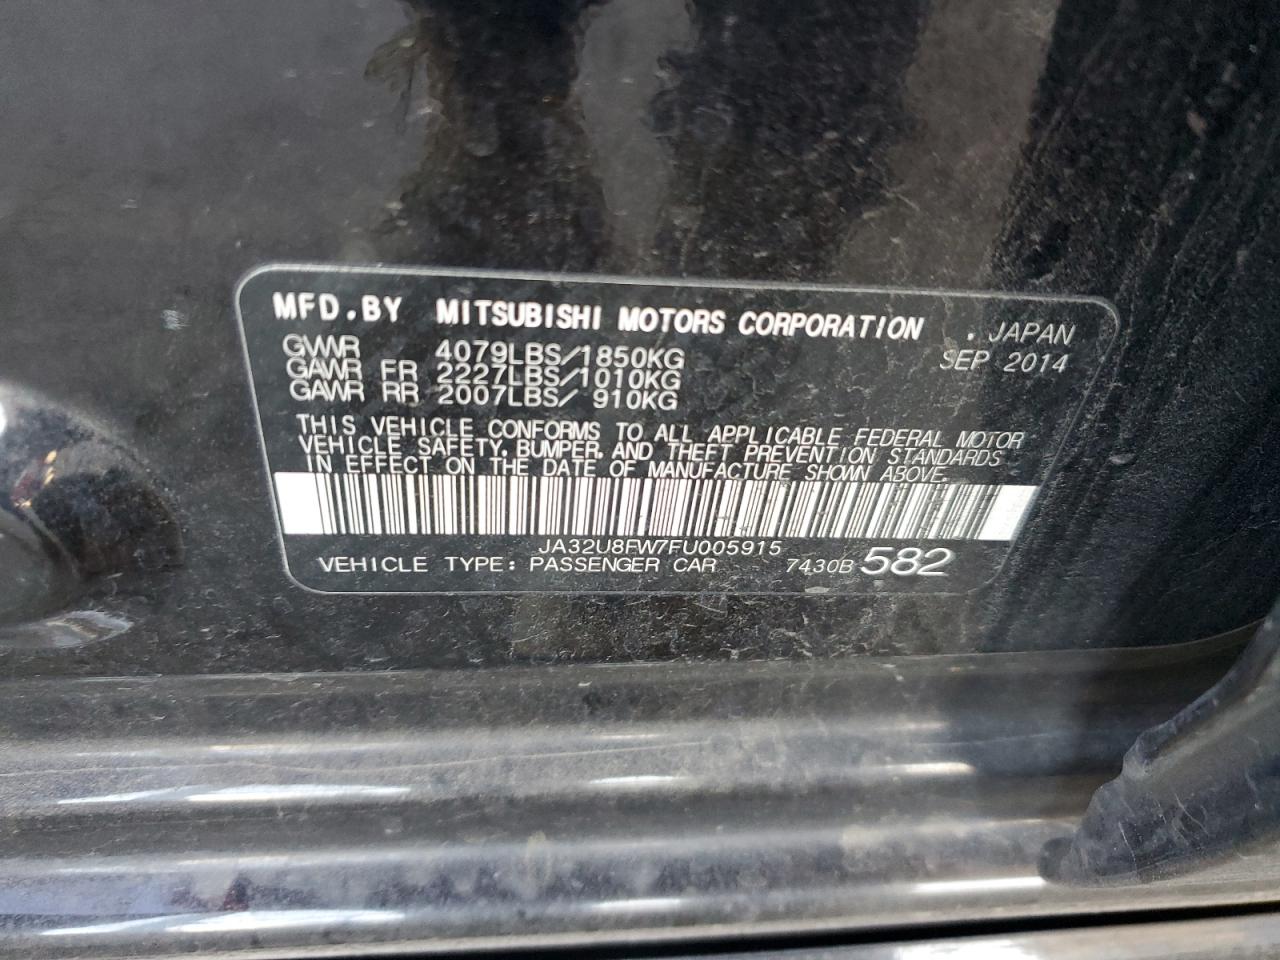 MFD.BY MITSUBISHI MOTORS CORPORATION . JAPAN
GVWR 4079LBS/1850KG SEP 2014
GAWR FR 2227LBS/1010KG
GAWR RR 2007LBS/ 910KG
THIS VEHICLE CONFORMS TO ALL APPLICABLE FEDERAL MOTOR
VEHICLE SAFETY, BUMPER, AND THEFT PREVENTION STANDARDS
IN EFFECT ON THE DATE OF MANUFACTURE SHOWN ABOVE.
JA32U8FW7FU005915
VEHICLE TYPE: PASSENGER CAR 7430B 582